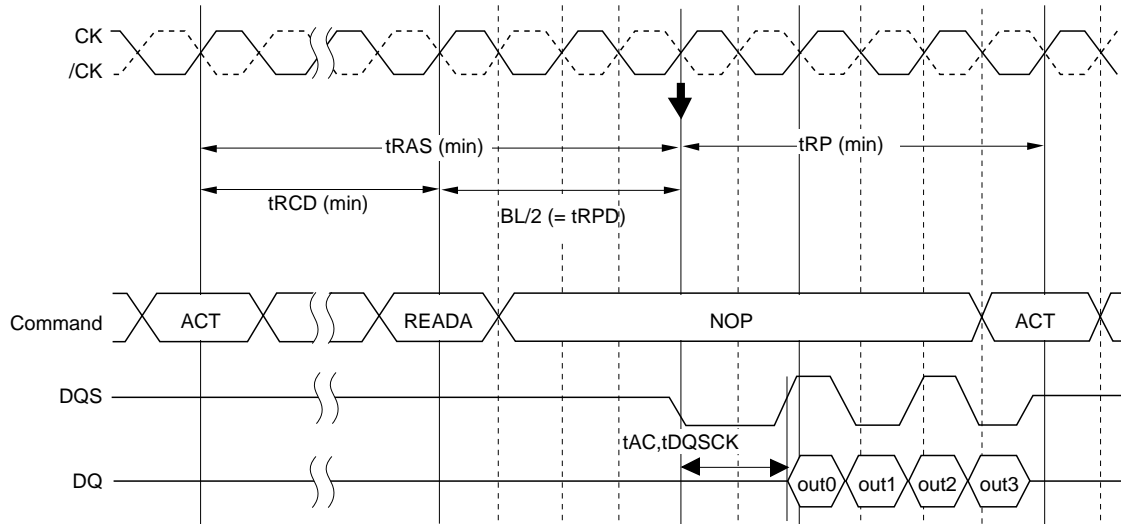 CK
/CK
tRAS (min)
tRP (min)
tRCD (min)
BL/2 (= tRPD)
Command
ACT
READA
NOP
ACT
DQS
tAC,tDQSCK
DQ
out0
out1
out2
out3